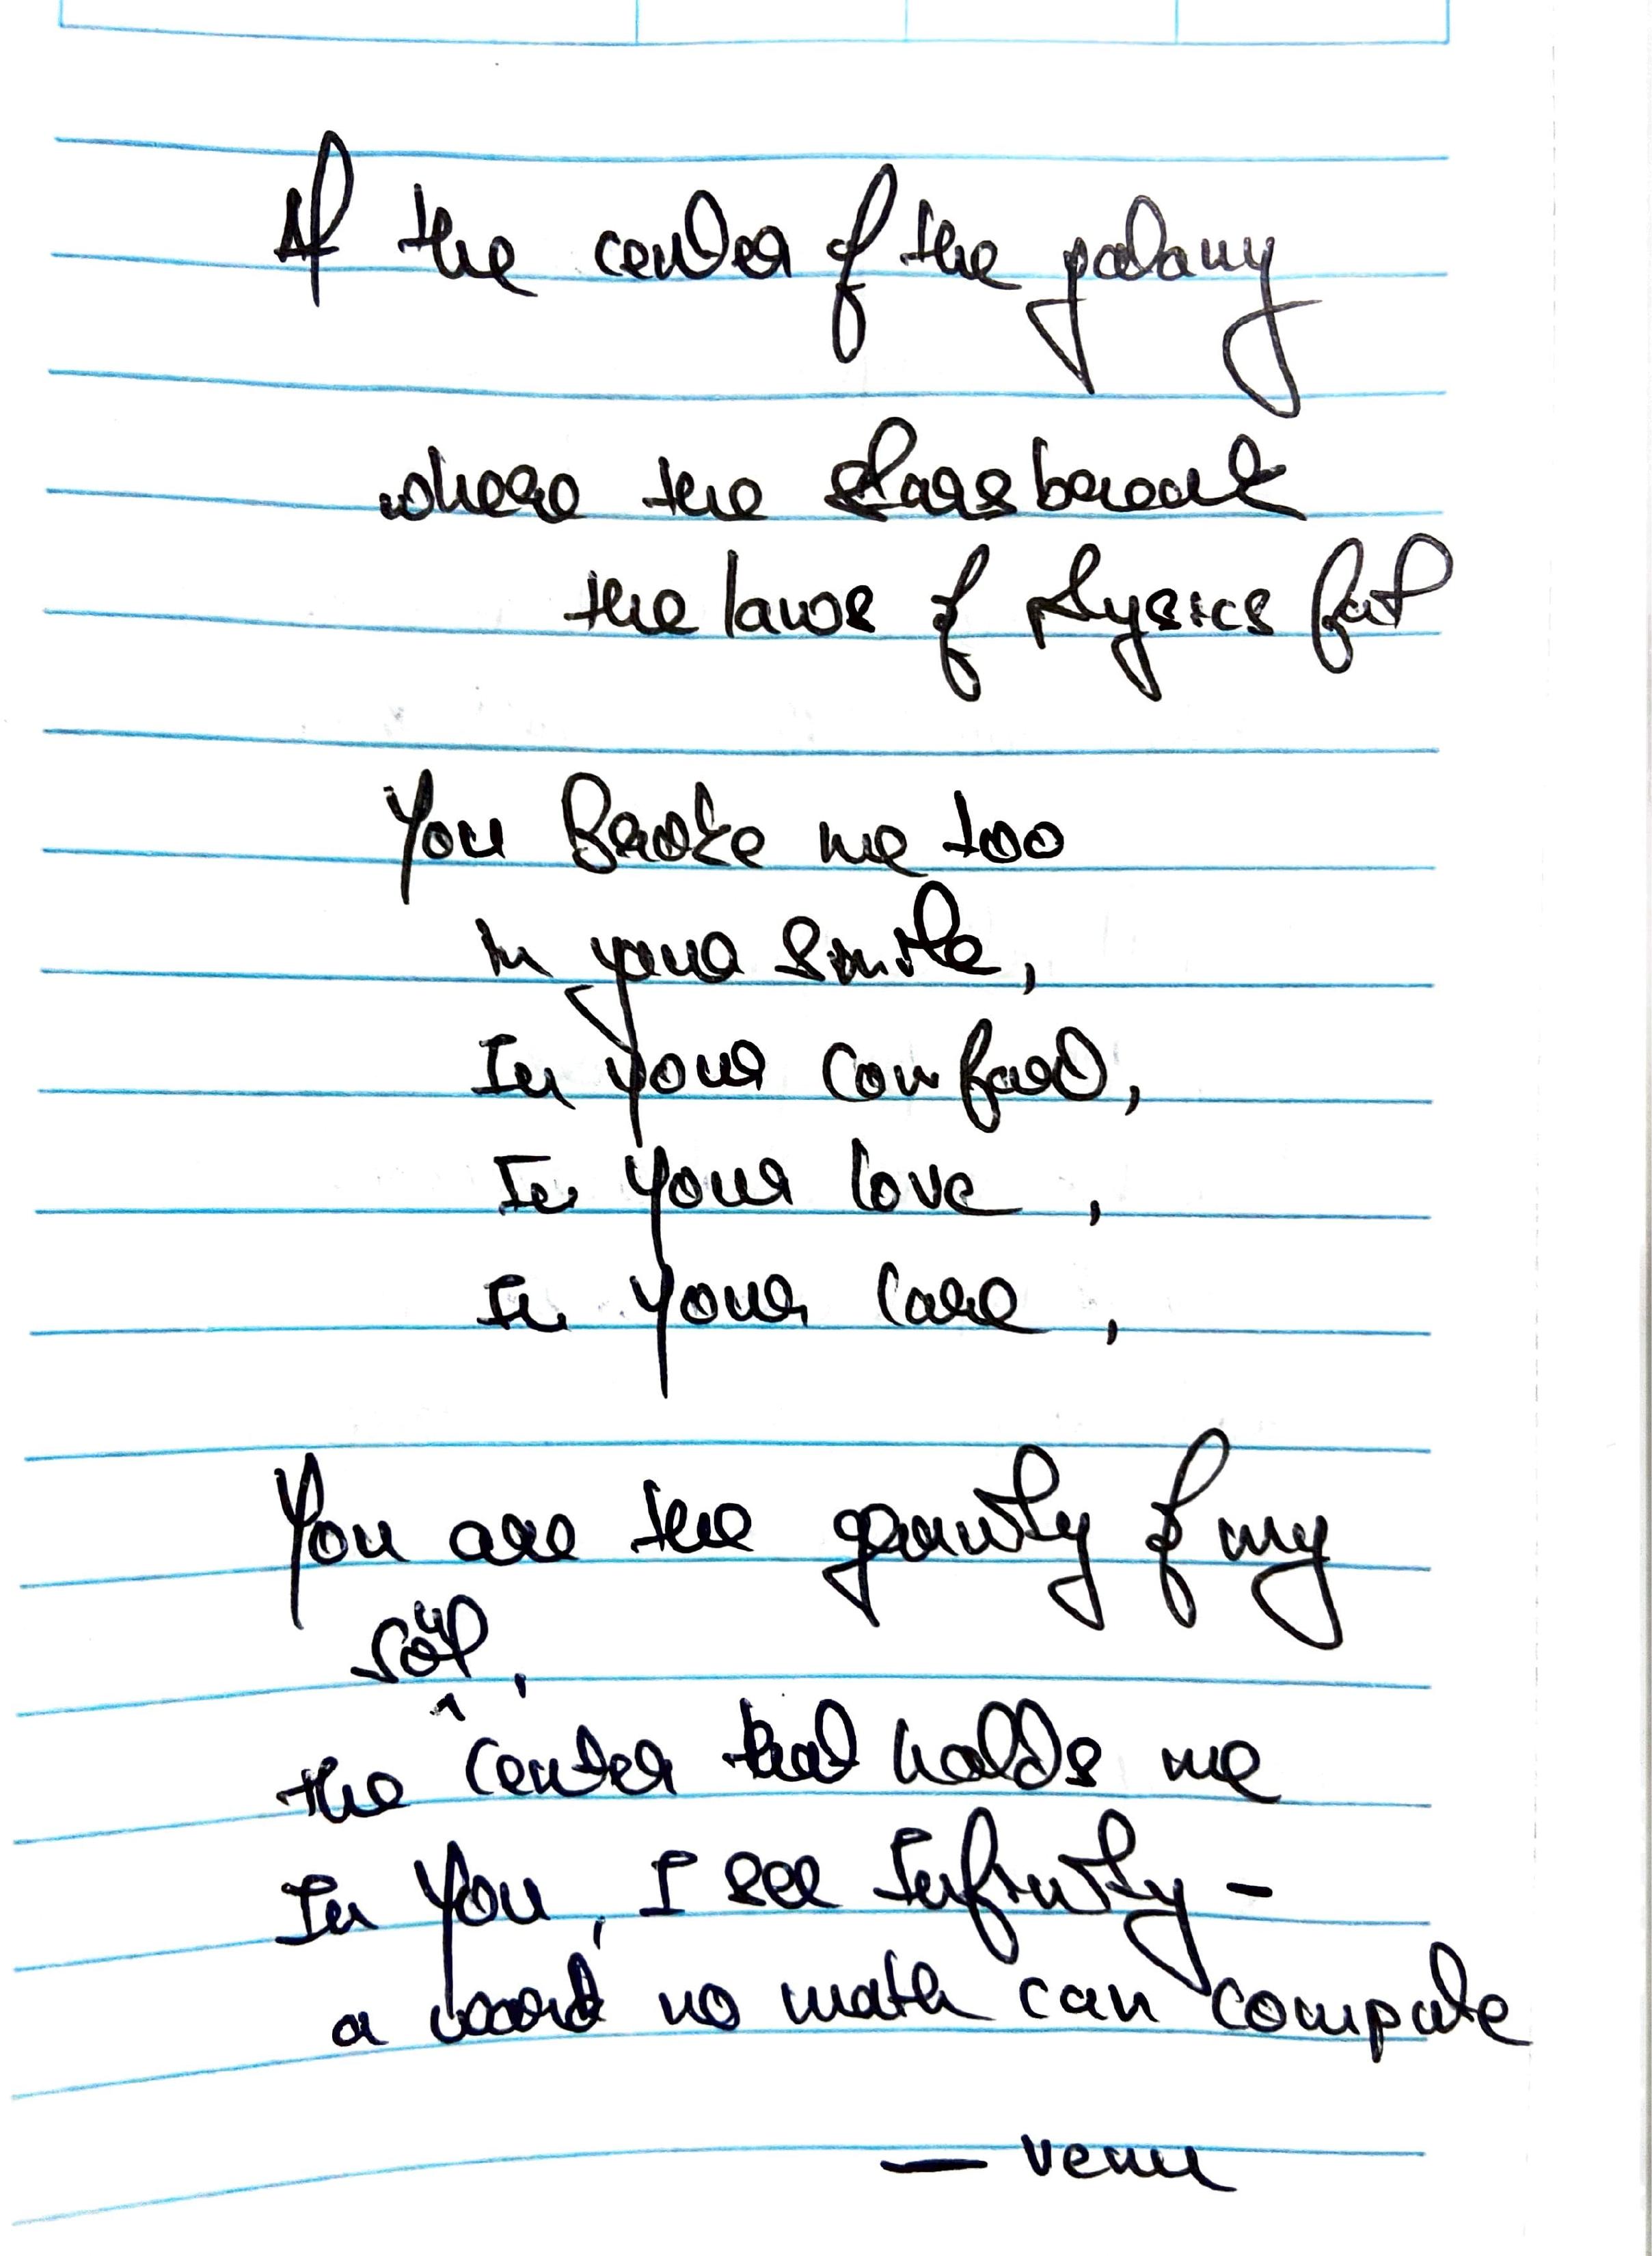 If the center of the galaxy
where the stars break
the laws of physics fail
You Broke me too
In your smile,
In your comfort,
In your love,
In your care,
You are the gravity of my
soul,
the center that holds me
In You, I see Infinity -
a word no math can compute
— venu